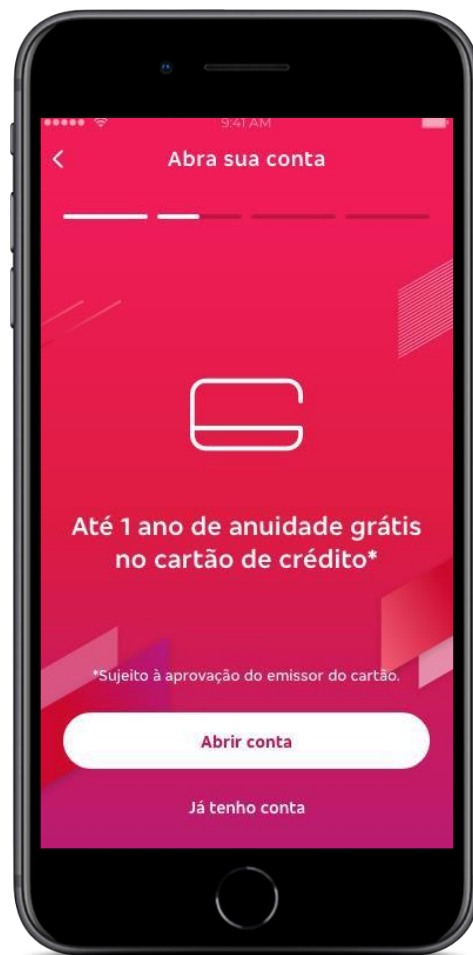 9:41 AM
Abra sua conta
Até 1 ano de anuidade grátis
no cartão de crédito*
*Sujeito à aprovação do emissor do cartão.
Abrir conta
Já tenho conta